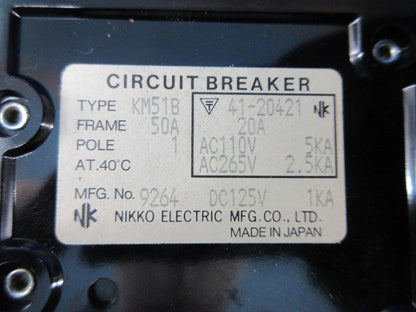 CIRCUIT BREAKER
TYPE KM51B 41-20421
FRAME 50A 20A
POLE 1 AC110V 5KA
AT.40°C AC265V 2.5KA
MFG. No. 9264 DC125V 1KA
NIKKO ELECTRIC MFG.CO., LTD.
MADE IN JAPAN